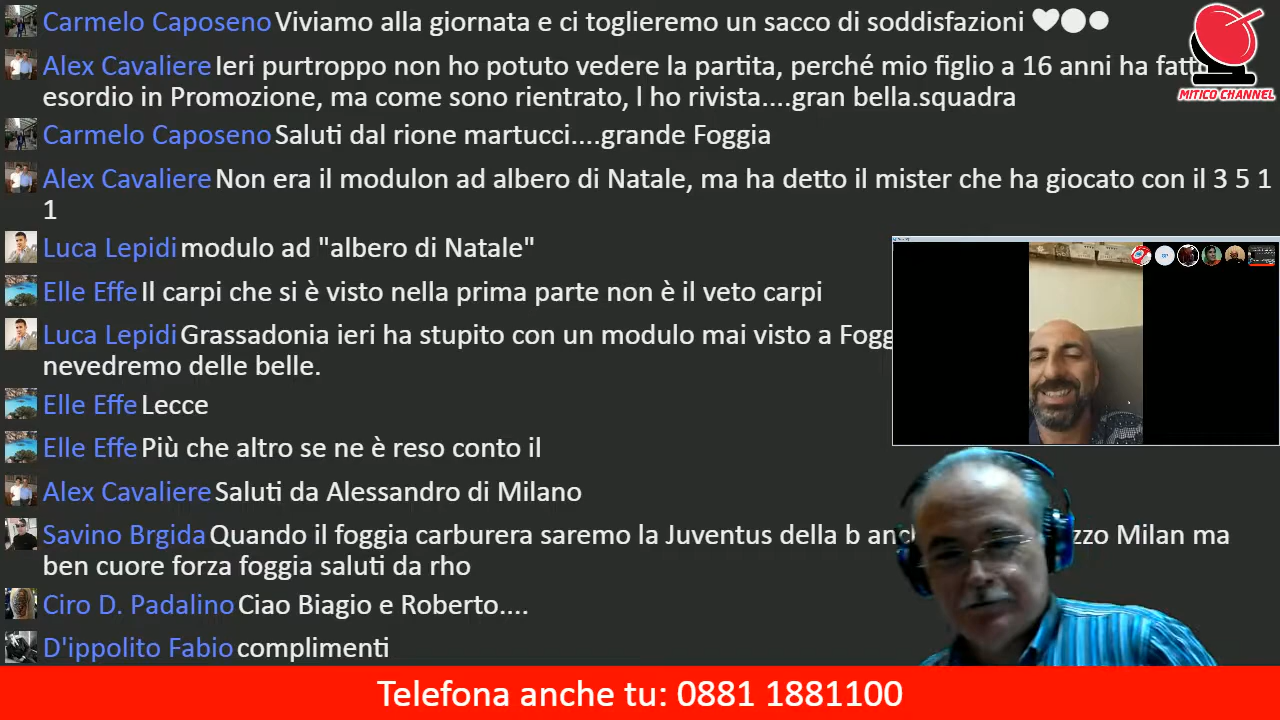 Carmelo Caposeno Viviamo alla giornata e ci toglieremo un sacco di soddisfazioni
Alex Cavaliere Ieri purtroppo non ho potuto vedere la partita, perché mio figlio a 16 anni ha
esordio in Promozione, ma come sono rientrato, l ho rivista....gran bella.squadra
MITICO CHANNEL
Carmelo Caposeno Saluti dal rione martucci....grande Foggia
Alex Cavaliere Non era il modulon ad albero di Natale, ma ha detto il mister che ha giocato con il 3 5 1
1
Luca Lepidi modulo ad "albero di Natale"
Elle Effe Il carpi che si è visto nella prima parte non è il veto carpi
Luca Lepidi Grassadonia ieri ha stupito con un modulo mai visto a
nevedremo delle belle.
Elle Effe Lecce
Elle Effe Più che altro se ne è reso conto il
Alex Cavaliere Saluti da Alessandro di Milano
Savino Brgida Quando il foggia carburera saremo la Juventus della b Milan ma
ben cuore forza foggia saluti da rho
Ciro D. Padalino Ciao Biagio e Roberto....
D'ippolito Fabio complimenti
Telefona anche tu: 0881 1881100